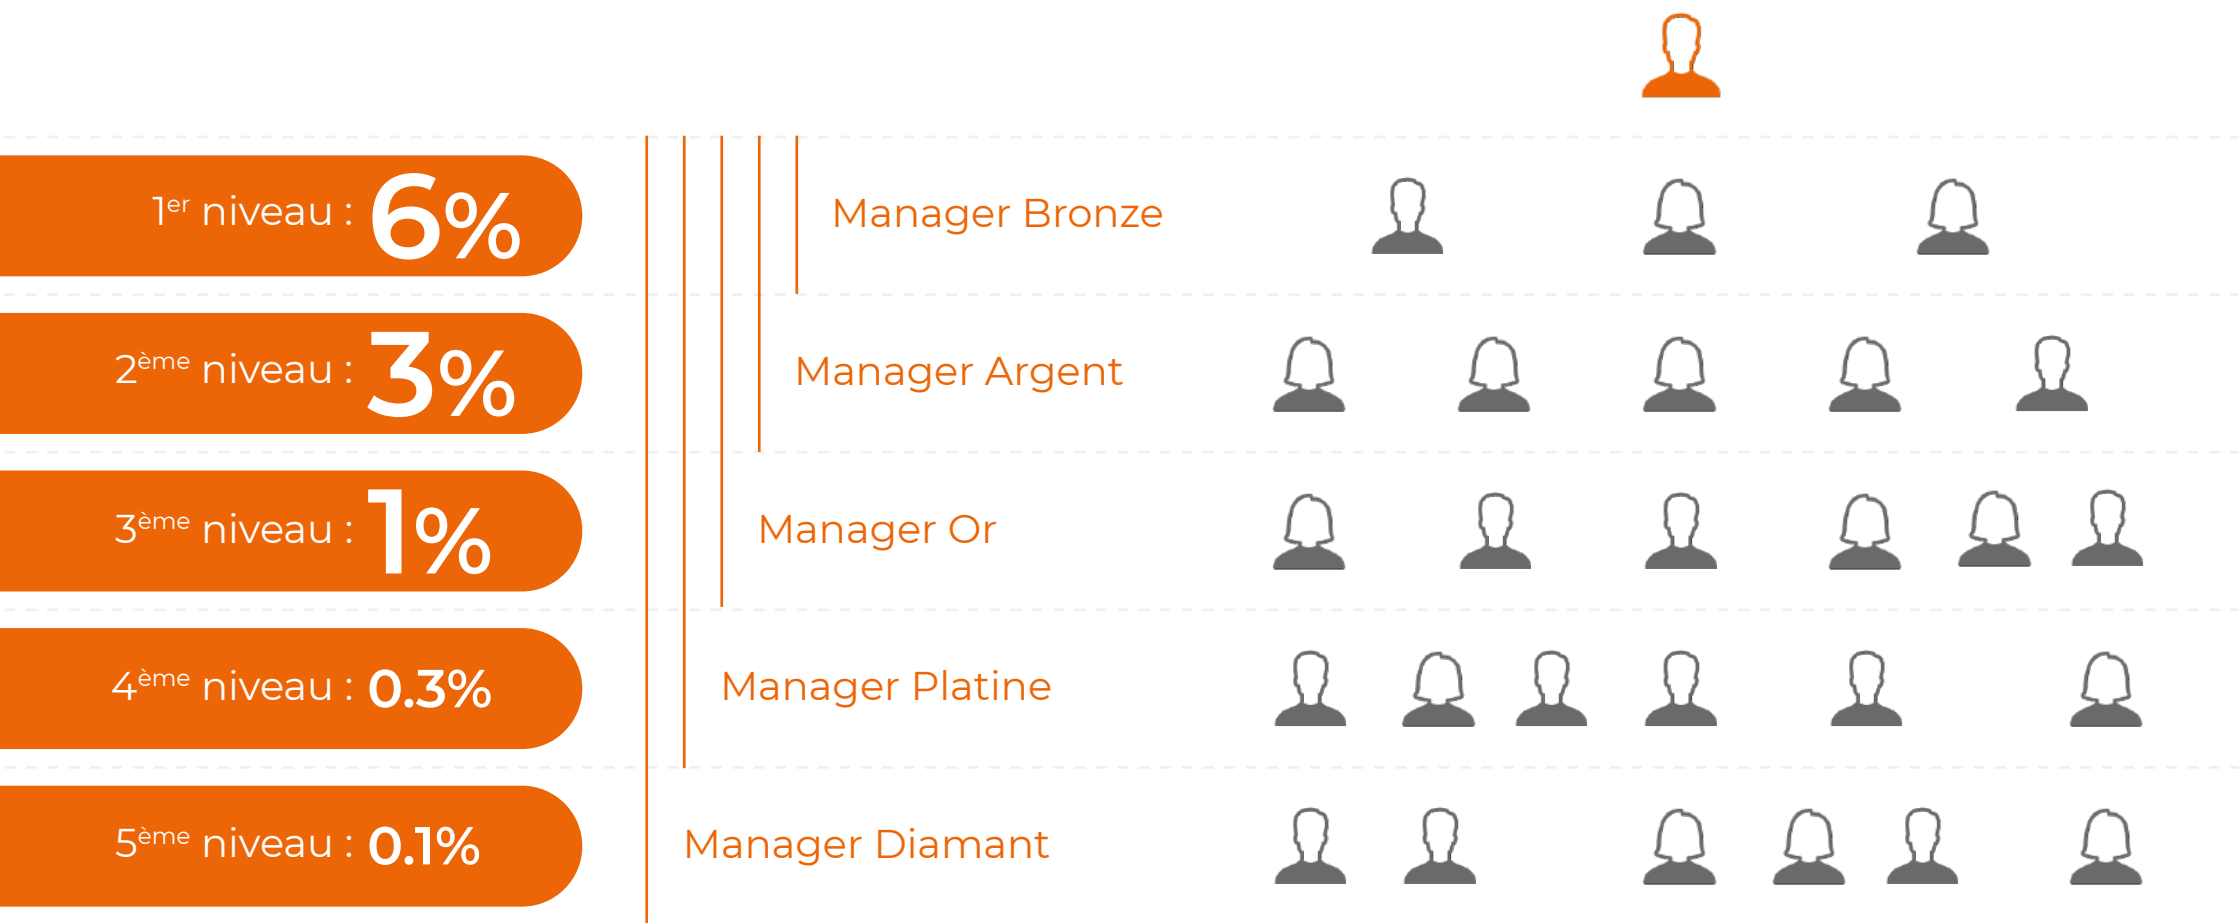 1er niveau : 6%
Manager Bronze
2ème niveau : 3%
Manager Argent
3ème niveau : 1%
Manager Or
4ème niveau : 0.3%
Manager Platine
5ème niveau : 0.1%
Manager Diamant